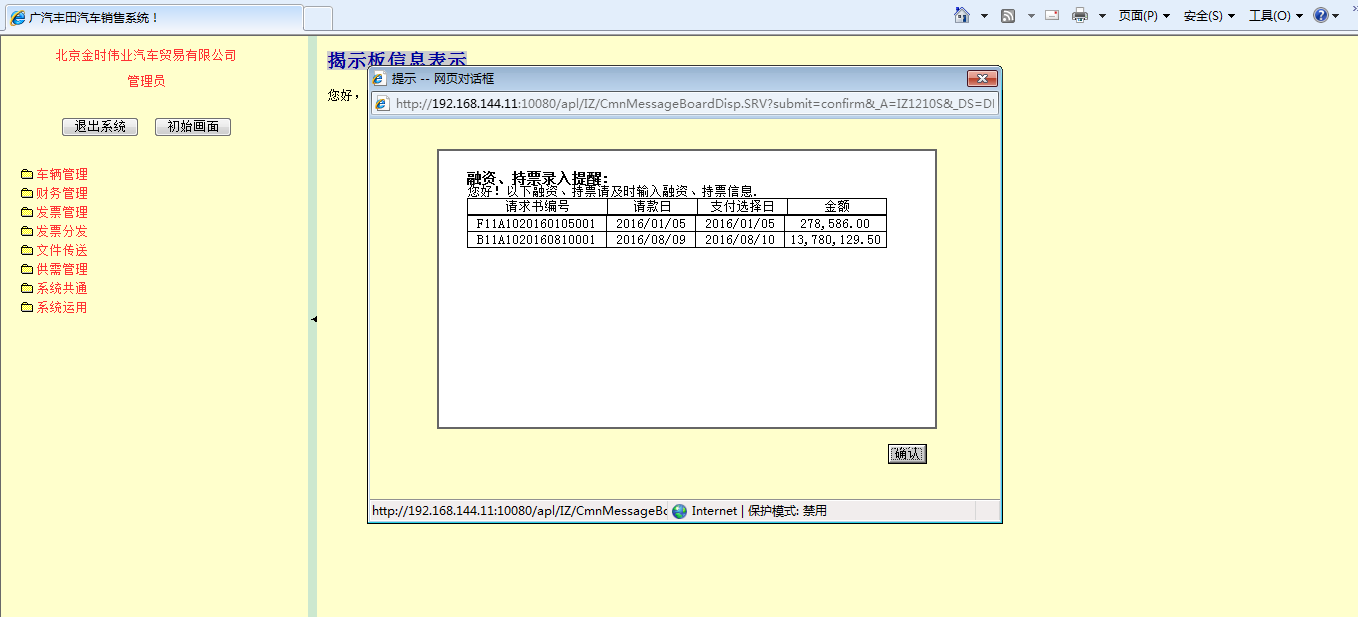 广汽丰田汽车销售系统！
页面(P) 安全(S) 工具(O)
北京金时伟业汽车贸易有限公司
管理员
退出系统 初始画面
车辆管理
财务管理
发票管理
发票分发
文件传送
供需管理
系统共通
系统运用
揭示板信息表示
您好，
提示 -- 网页对话框
http://192.168.144.11:10080/apl/IZ/CmnMessageBoardDisp.SRV?submit=confirm&_A=IZ1210S&_DS=DI
融资、持票录入提醒：
您好！以下融资、持票请及时输入融资、持票信息.
请求书编号 请款日 支付选择日 金额
F11A1020160105001 2016/01/05 2016/01/05 278,586.00
B11A1020160810001 2016/08/09 2016/08/10 13,780,129.50
确认
http://192.168.144.11:10080/apl/IZ/CmnMessageBo Internet | 保护模式: 禁用